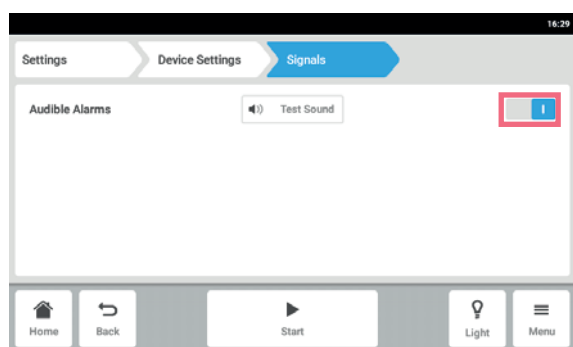 16:29
Settings Device Settings Signals
Audible Alarms Test Sound I
Home Back Start Light Menu